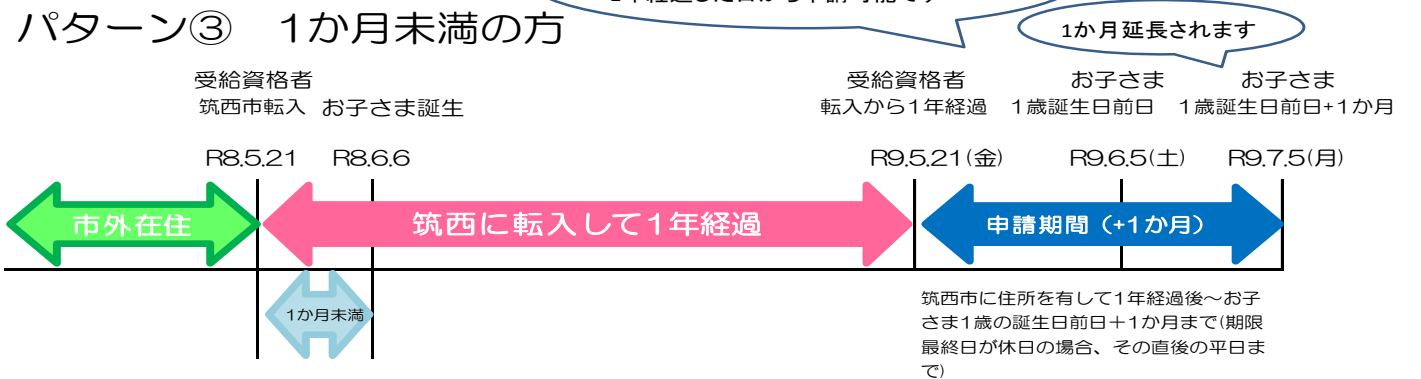 パターン③ 1か月未満の方
1か月延長されます
受給資格者
筑西市転入
お子さま誕生
受給資格者
転入から1年経過
お子さま
1歳誕生日前日
お子さま
1歳誕生日前日+1か月
R8.5.21
R8.6.6
R9.5.21(金)
R9.6.5(土)
R9.7.5(月)
市外在住
筑西に転入して1年経過
申請期間（+1か月）
1か月未満
筑西市に住所を有して1年経過後～お子
さま1歳の誕生日前日＋1か月まで(期限
最終日が休日の場合、その直後の平日ま
で)